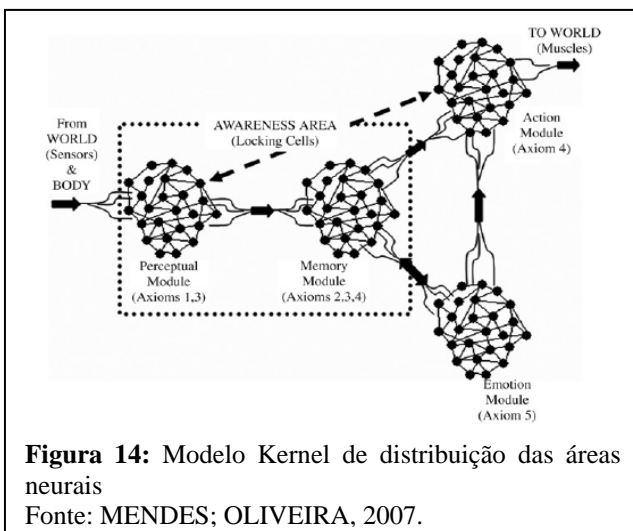 TO WORLD
(Muscles)
From
WORLD
(Sensors)
&
BODY
AWARENESS AREA
(Locking Cells)
Action
Module
(Axiom 4)
Perceptual
Module
(Axioms 1,3)
Memory
Module
(Axioms 2,3,4)
Emotion
Module
(Axiom 5)
Figura 14: Modelo Kernel de distribuição das áreas
neurais
Fonte: MENDES; OLIVEIRA, 2007.